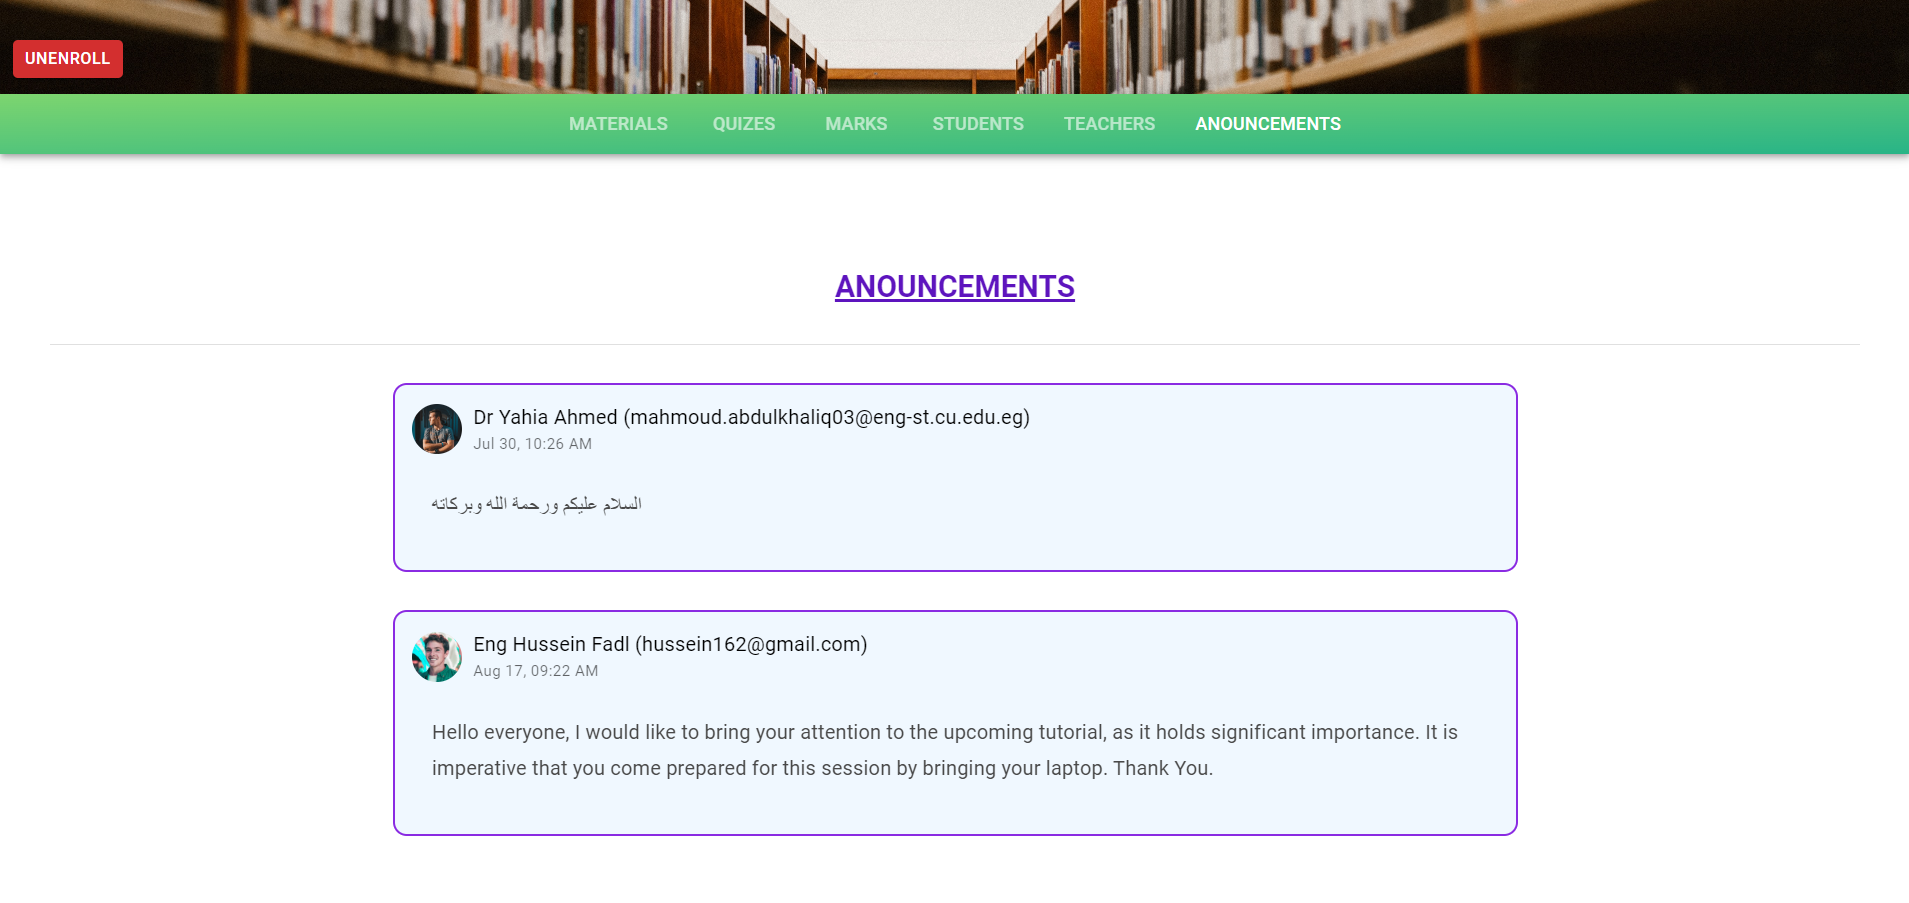 UNENROLL
MATERIALS QUIZES MARKS STUDENTS TEACHERS ANOUNCEMENTS
ANOUNCEMENTS
Dr Yahia Ahmed (mahmoud.abdulkhaliq03@eng-st.cu.edu.eg)
Jul 30, 10:26 AM
السلام عليكم ورحمة الله وبركاته
Eng Hussein Fadl (hussein162@gmail.com)
Aug 17, 09:22 AM
Hello everyone, I would like to bring your attention to the upcoming tutorial, as it holds significant importance. It is
imperative that you come prepared for this session by bringing your laptop. Thank You.